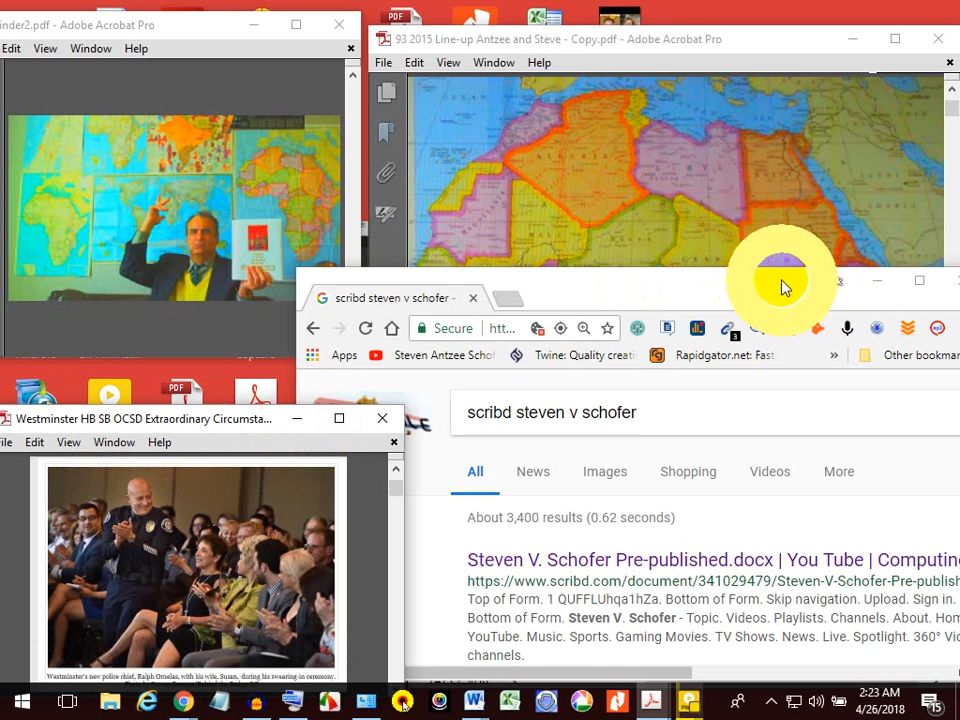 inder2.pdf - Adobe Acrobat Pro
Edit View Window Help
PDF
93 2015 Line-up Antzee and Steve - Copy.pdf - Adobe Acrobat Pro
File Edit View Window Help
ALGERIA
scribd steven v schofer -
Secure | htt...
3
Apps Steven Antzee Schof Twine: Quality creati Rapidgator.net: Fast » Other bookmar
PDF
Westminster HB SB OCSD Extraordinary Circumsta...
File Edit View Window Help
scribd steven v schofer
All News Images Shopping Videos More
About 3,400 results (0.62 seconds)
Steven V. Schofer Pre-published.docx | You Tube | Computing
https://www.scribd.com/document/341029479/Steven-V-Schofer-Pre-publish
Top of Form. 1 QUFFLUhqa1hZa. Bottom of Form. Skip navigation. Upload. Sign in.
Bottom of Form. Steven V. Schofer - Topic. Videos. Playlists. Channels. About. Hom
YouTube. Music. Sports. Gaming Movies. TV Shows. News. Live. Spotlight. 360° Vi
channels.
Westminster's new police chief, Ralph Ornelas, with his wife, Susan, during his swearing-in ceremony.
2:23 AM
4/26/2018
15